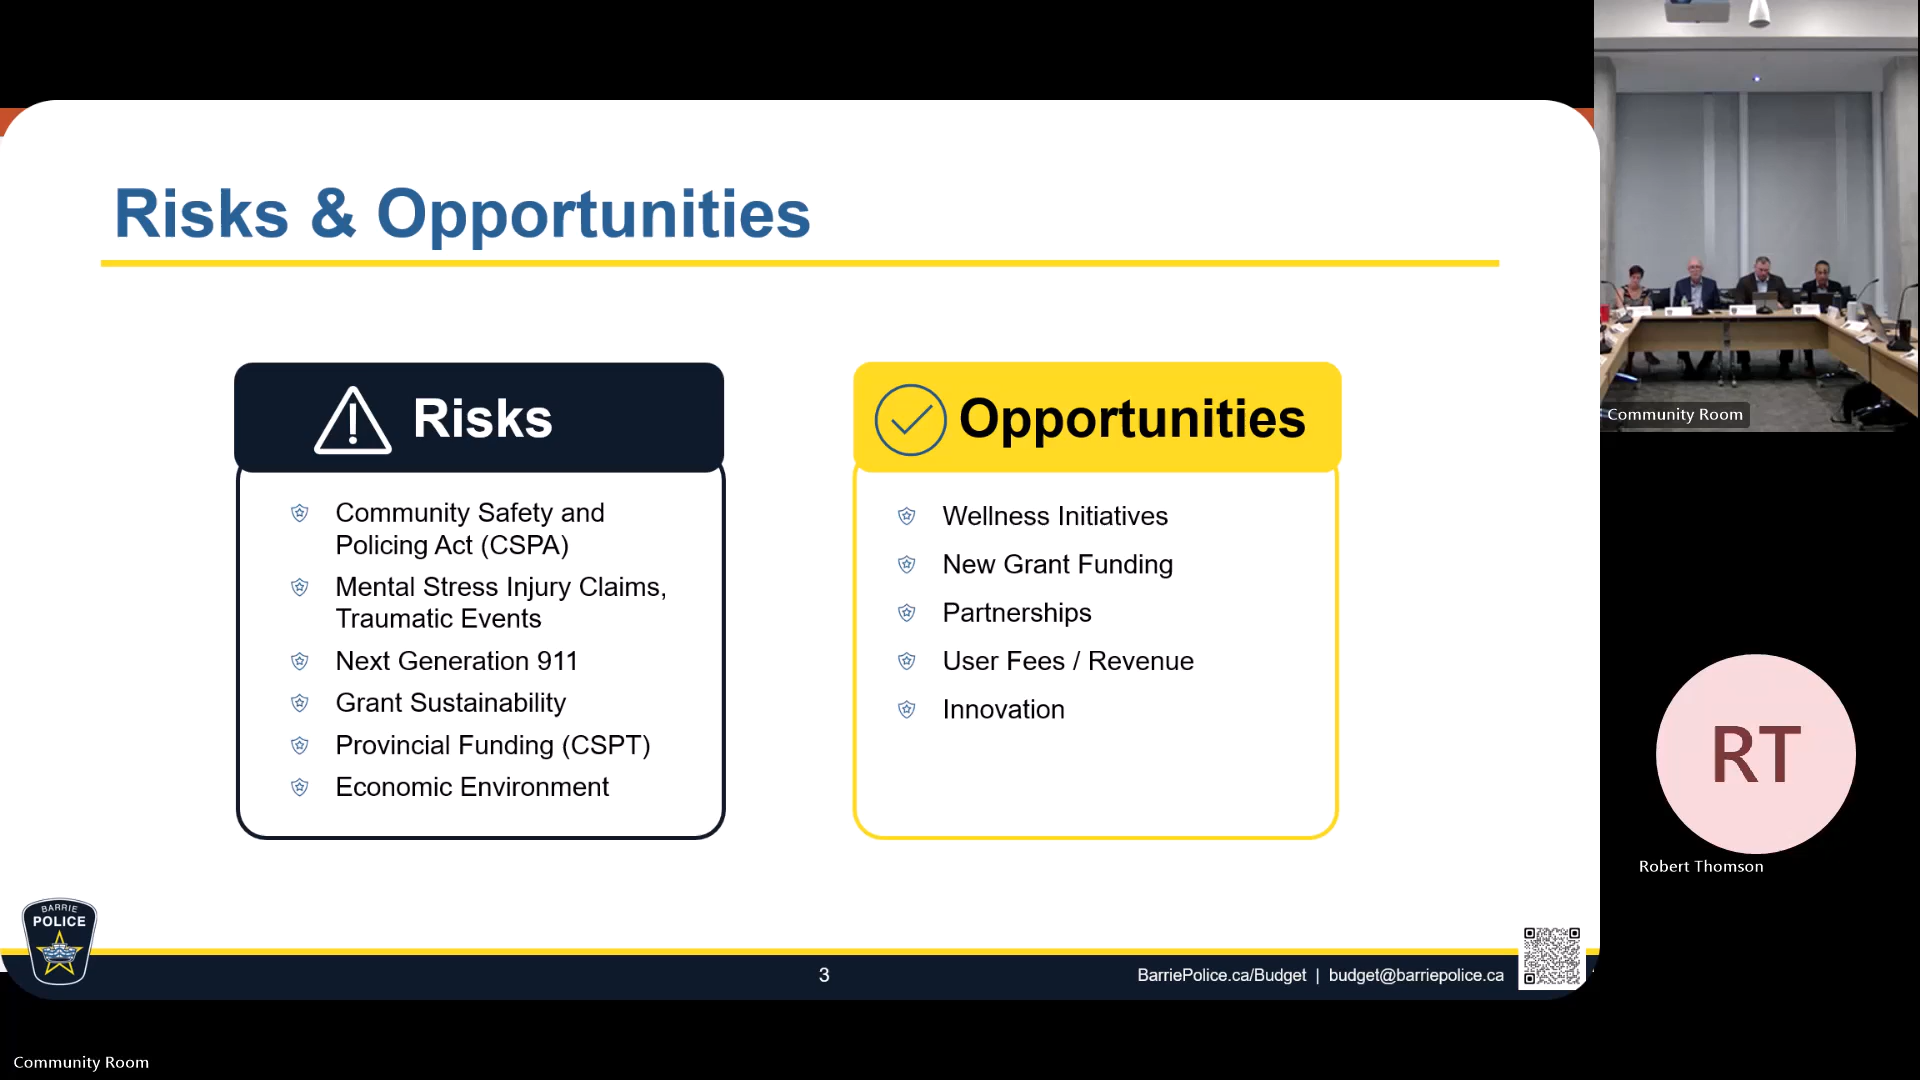 Risks & Opportunities
Risks
Community Safety and
Policing Act (CSPA)
Mental Stress Injury Claims,
Traumatic Events
Next Generation 911
Grant Sustainability
Provincial Funding (CSPT)
Economic Environment
Opportunities
Wellness Initiatives
New Grant Funding
Partnerships
User Fees / Revenue
Innovation
BARRIE
POLICE
3
BarriePolice.ca/Budget | budget@barriepolice.ca
Community Room
RT
Robert Thomson
Community Room